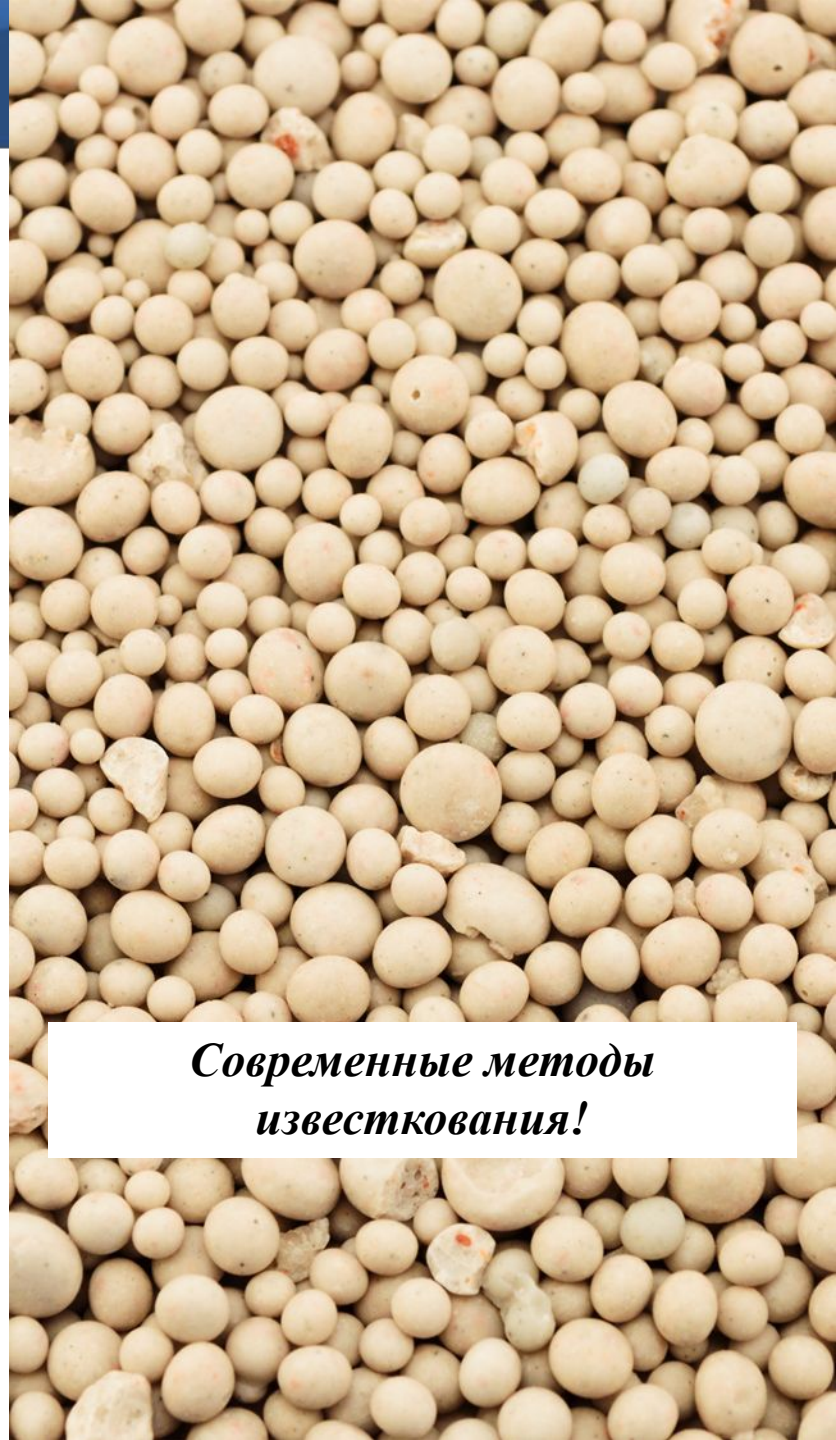 Современные методы
известкования!